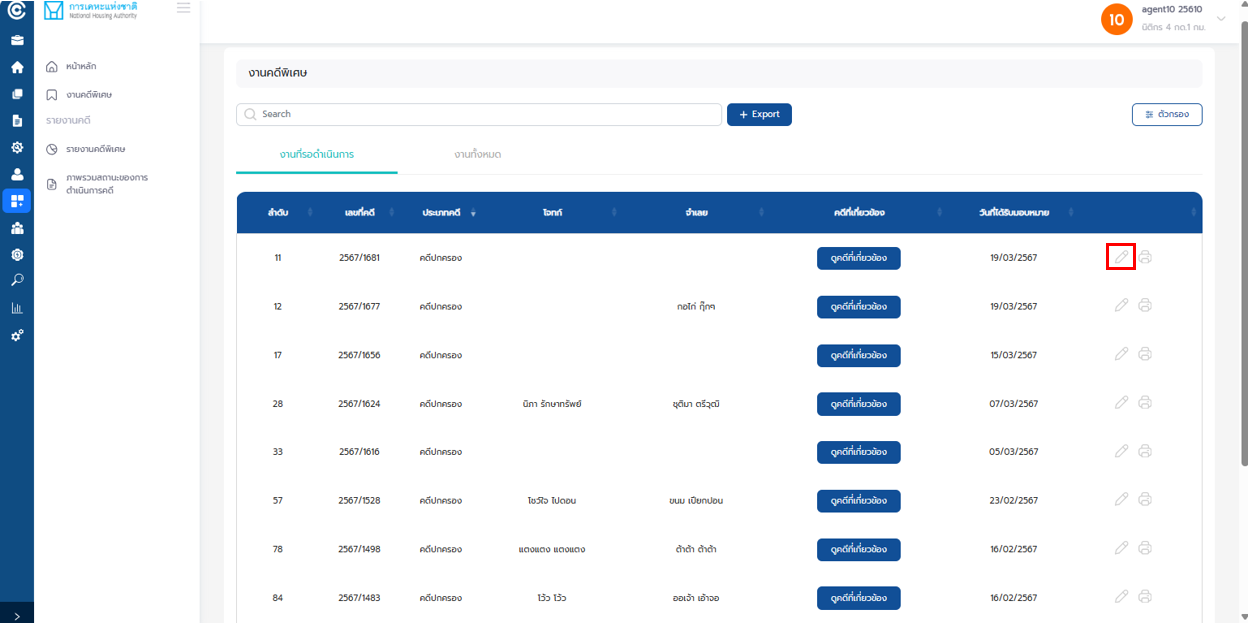 การเคหะแห่งชาติ
National Housing Authority
agent10 25610
10
นิติกร 4 กด.1 กม.
หน้าหลัก
งานคดีพิเศษ
รายงานคดี
รายงานคดีพิเศษ
ภาพรวมสถานะของการ
ดำเนินการคดี
งานคดีพิเศษ
Search
+ Export
ตัวกรอง
งานที่รอดำเนินการ งานทั้งหมด
ลำดับ เลขที่คดี ประเภทคดี โจทก์ จำเลย คดีที่เกี่ยวข้อง วันที่ได้รับมอบหมาย
11 2567/1681 คดีปกครอง ดูคดีที่เกี่ยวข้อง 19/03/2567
12 2567/1677 คดีปกครอง กอไก่ กุ๊กๆ ดูคดีที่เกี่ยวข้อง 19/03/2567
17 2567/1656 คดีปกครอง ดูคดีที่เกี่ยวข้อง 15/03/2567
28 2567/1624 คดีปกครอง นิภา รักษาทรัพย์ ชุติมา ตรีวุฒิ ดูคดีที่เกี่ยวข้อง 07/03/2567
33 2567/1616 คดีปกครอง ดูคดีที่เกี่ยวข้อง 05/03/2567
57 2567/1528 คดีปกครอง โชว์ใจ ไปดอน ขนม เปียกปอน ดูคดีที่เกี่ยวข้อง 23/02/2567
78 2567/1498 คดีปกครอง แตงแตง แตงแตง ต้าต้า ต้าต้า ดูคดีที่เกี่ยวข้อง 16/02/2567
84 2567/1483 คดีปกครอง ไว้ว ไว้ว ออเจ้า เอ้าจอ ดูคดีที่เกี่ยวข้อง 16/02/2567